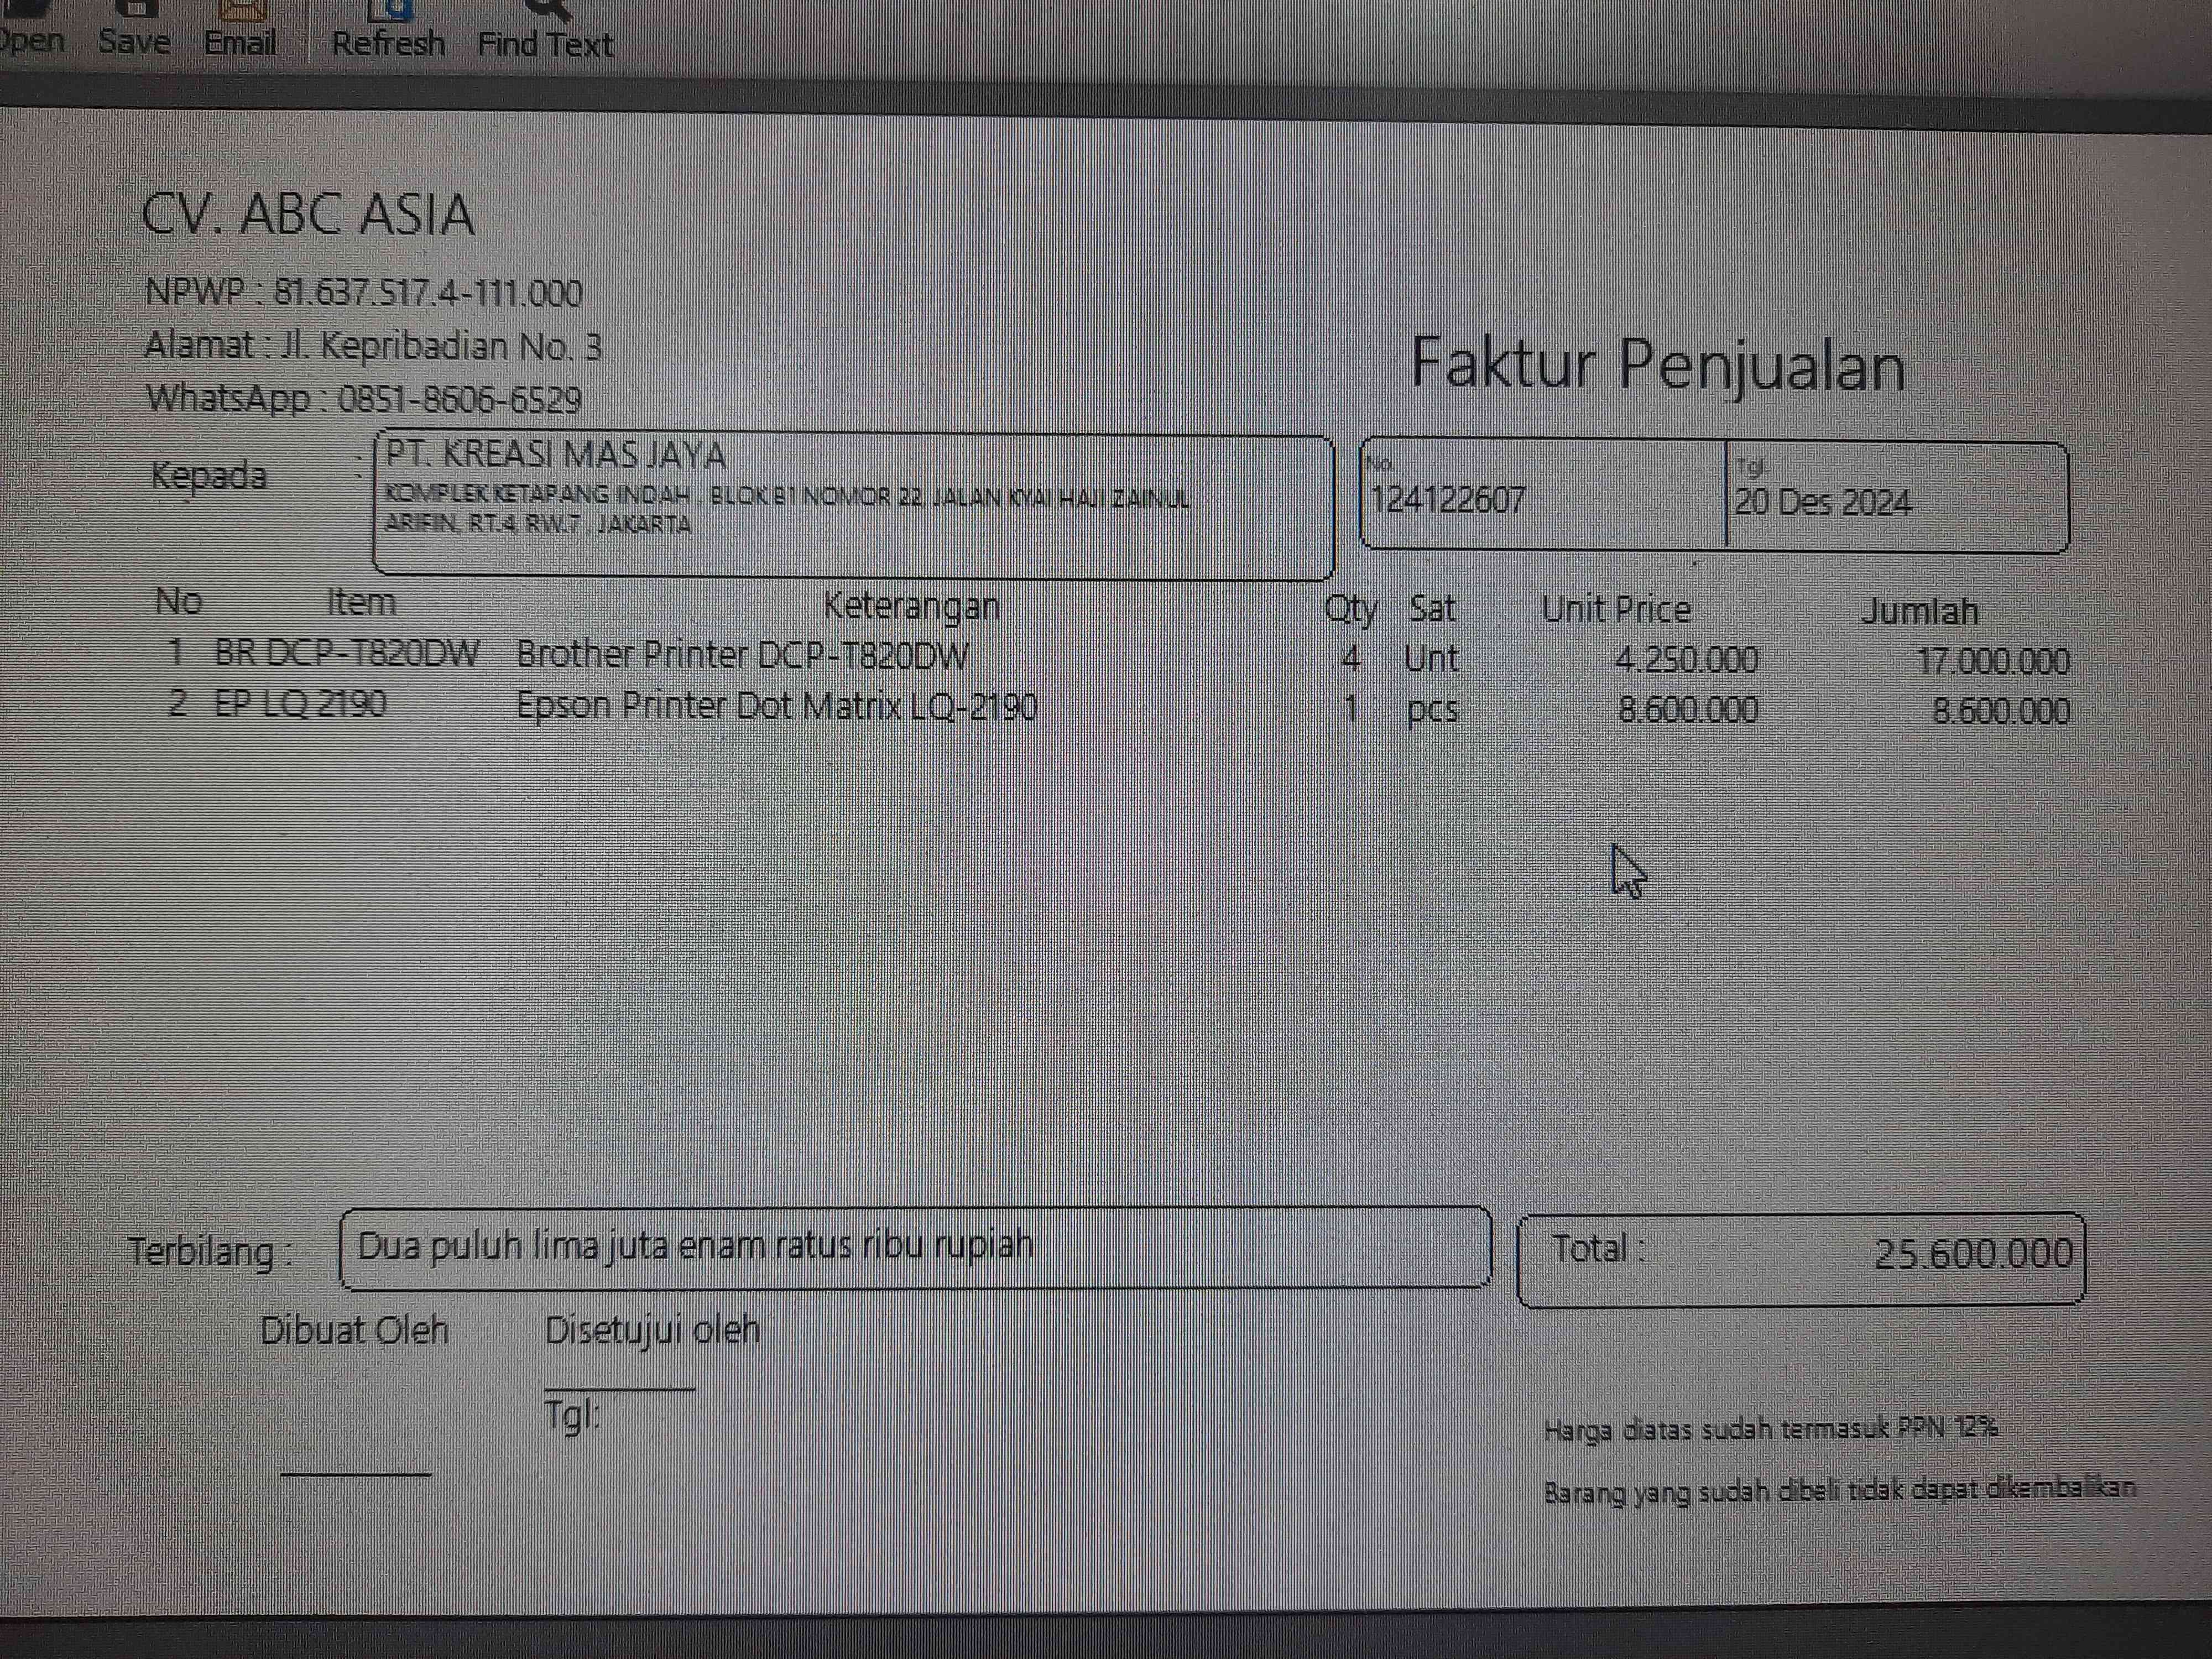 Open Save Email Refresh Find Text
CV. ABC ASIA
NPWP : 81.637.517.4-111.000
Alamat : Jl. Kepribadian No. 3
WhatsApp : 0851-8606-6529
Faktur Penjualan
Kepada : PT. KREASI MAS JAYA
KOMPLEK KETAPANG INDAH , BLOK B1 NOMOR 22, JALAN KYAI HAJI ZAINUL
ARIFIN, RT.4, RW.7 , JAKARTA
No. Tgl.
124122607 20 Des 2024
No Item Keterangan Qty Sat Unit Price Jumlah
1 BR DCP-T820DW Brother Printer DCP-T820DW 4 Unt 4.250.000 17.000.000
2 EP LQ 2190 Epson Printer Dot Matrix LQ-2190 1 pcs 8.600.000 8.600.000
Terbilang : Dua puluh lima juta enam ratus ribu rupiah
Total : 25.600.000
Dibuat Oleh Disetujui oleh
Tgl:
Harga diatas sudah termasuk PPN 12%
Barang yang sudah dibeli tidak dapat dikembalikan